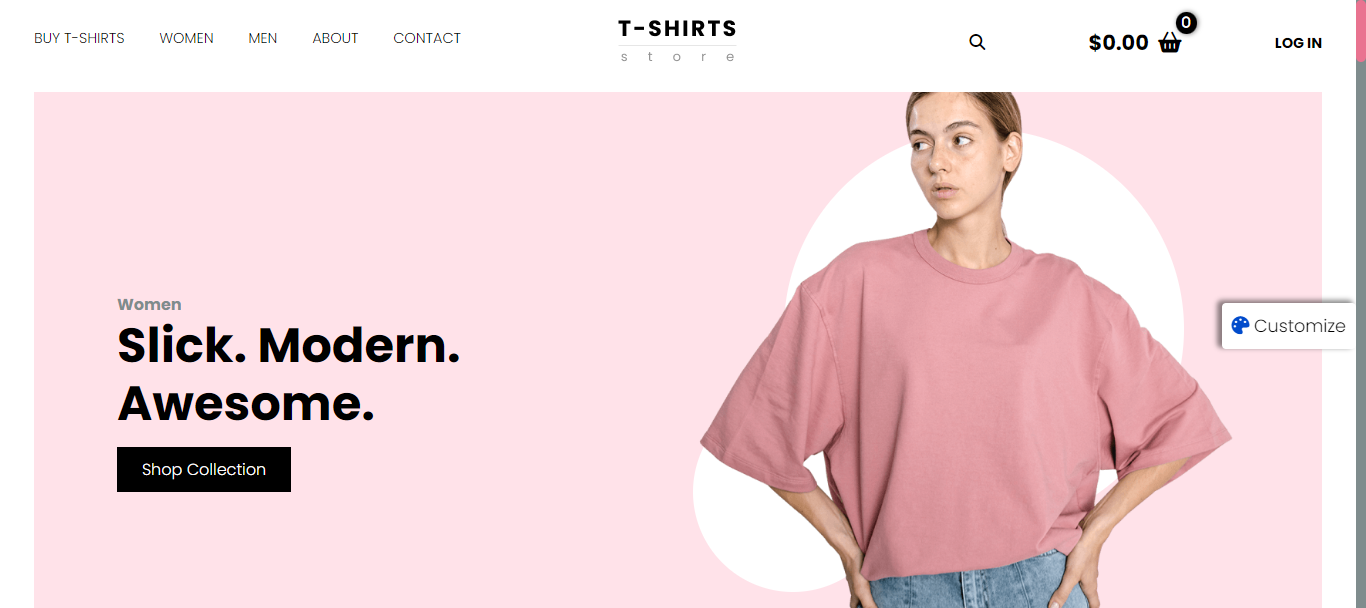 BUY T-SHIRTS WOMEN MEN ABOUT CONTACT
T-SHIRTS
store
$0.00
0
LOG IN
Women
Slick. Modern.
Awesome.
Shop Collection
Customize